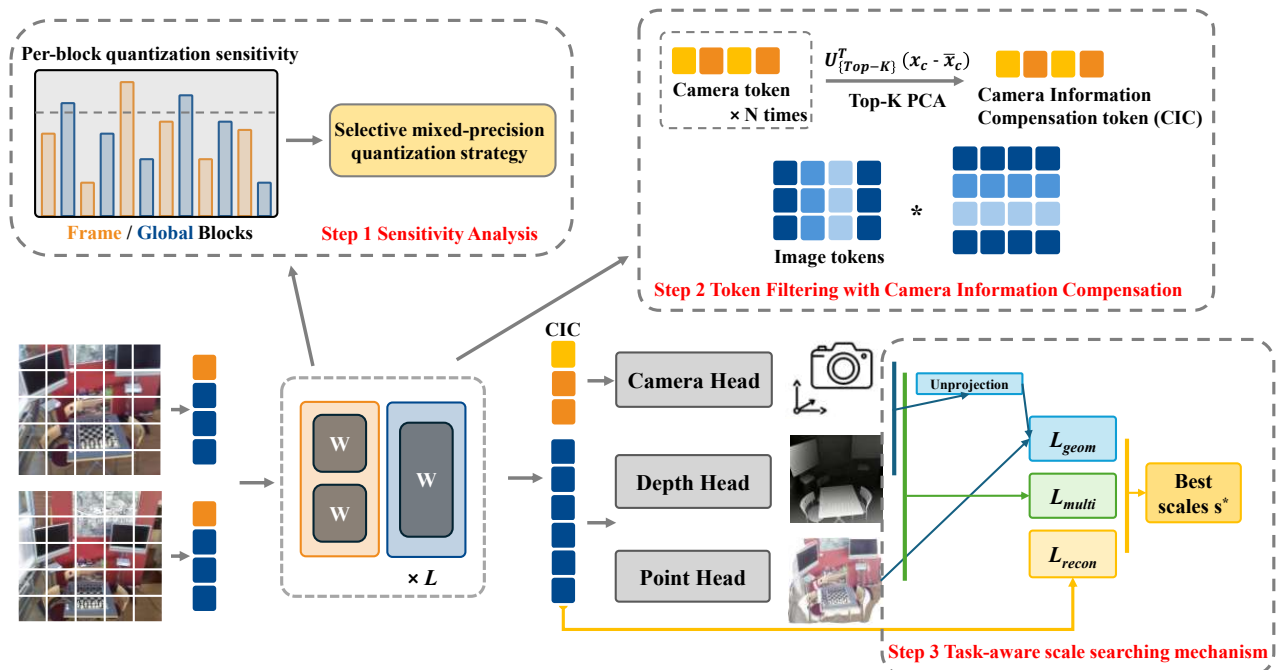 Per-block quantization sensitivity
Selective mixed-precision
quantization strategy
Frame / Global Blocks
Step 1 Sensitivity Analysis
Camera token
× N times
U^T_{Top-K} (x_c - x̄_c)
Top-K PCA
Camera Information
Compensation token (CIC)
*
Image tokens
Step 2 Token Filtering with Camera Information Compensation
W
W
W
× L
CIC
Camera Head
Depth Head
Point Head
Unprojection
L_geom
L_multi
L_recon
Best
scales s*
Step 3 Task-aware scale searching mechanism